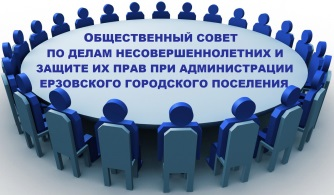 ОБЩЕСТВЕННЫЙ СОВЕТ
ПО ДЕЛАМ НЕСОВЕРШЕННОЛЕТНИХ И
ЗАЩИТЕ ИХ ПРАВ ПРИ АДМИНИСТРАЦИИ
ЕРЗОВСКОГО ГОРОДСКОГО ПОСЕЛЕНИЯ